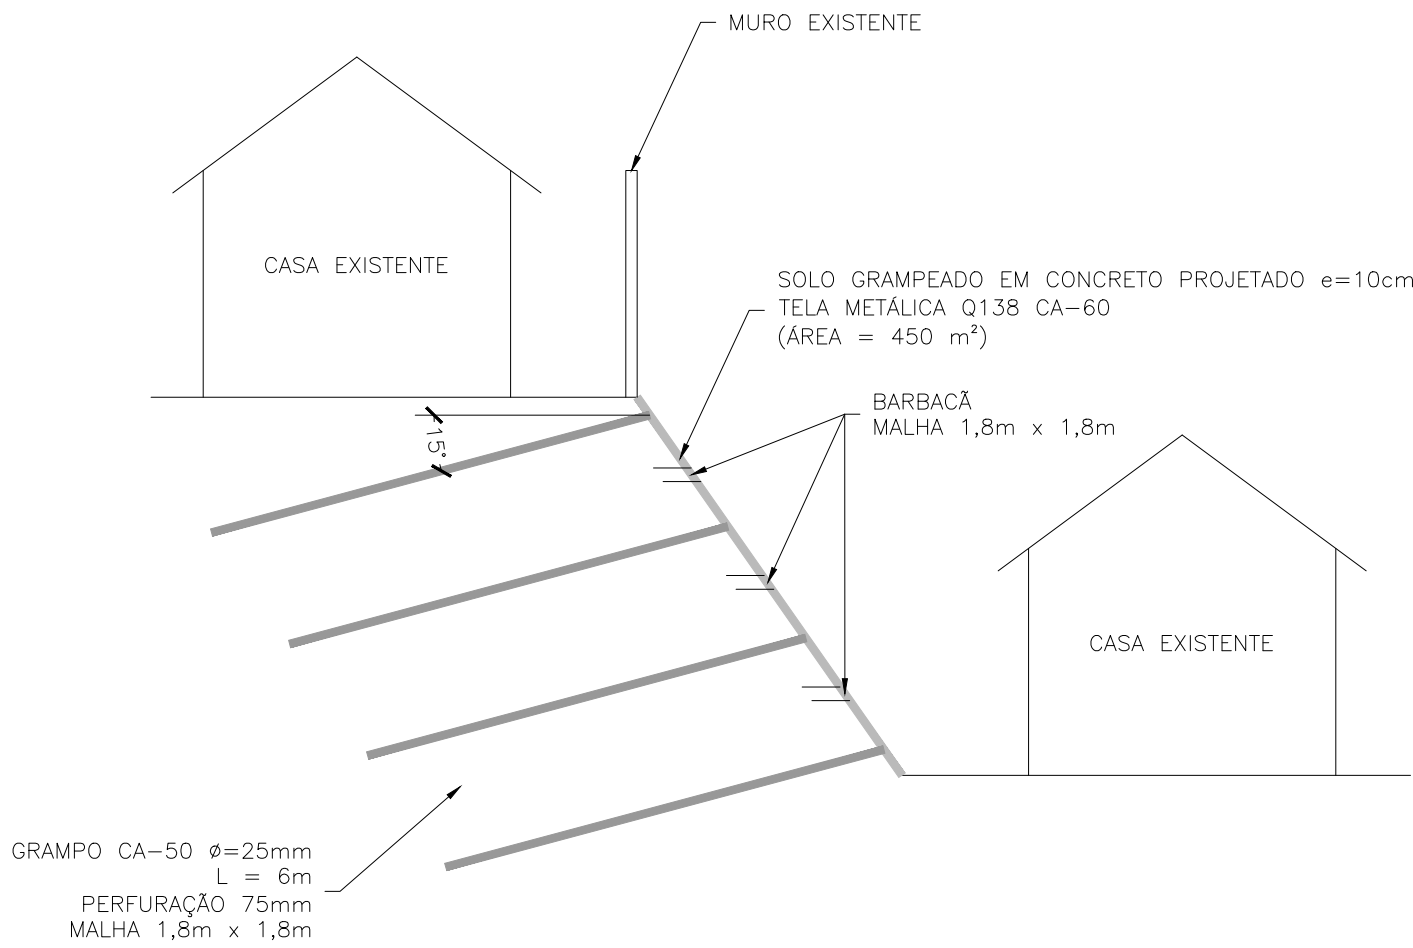 MURO EXISTENTE
CASA EXISTENTE
SOLO GRAMPEADO EM CONCRETO PROJETADO e=10cm
TELA METÁLICA Q138 CA-60
(ÁREA = 450 m²)
BARBACÃ
MALHA 1,8m x 1,8m
15°
CASA EXISTENTE
GRAMPO CA-50 ø=25mm
L = 6m
PERFURAÇÃO 75mm
MALHA 1,8m x 1,8m